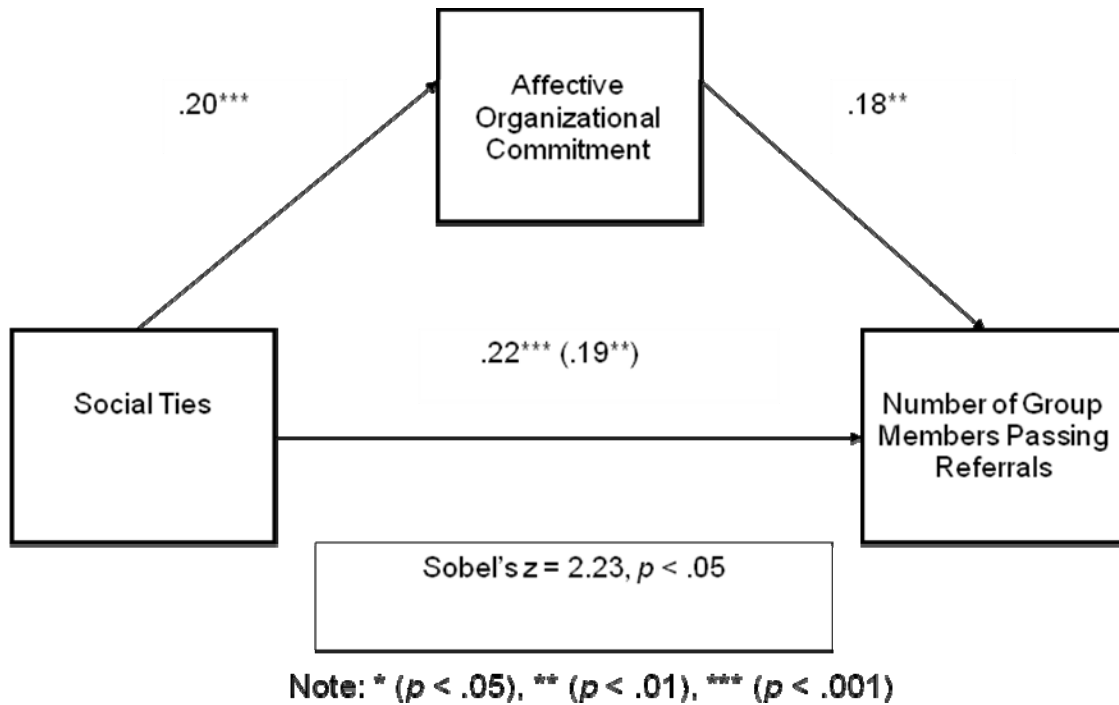 Affective
Organizational
Commitment
.20***
.18**
.22*** (.19**)
Social Ties
Number of Group
Members Passing
Referrals
Sobel's z = 2.23, p < .05
Note: * (p < .05), ** (p < .01), *** (p < .001)